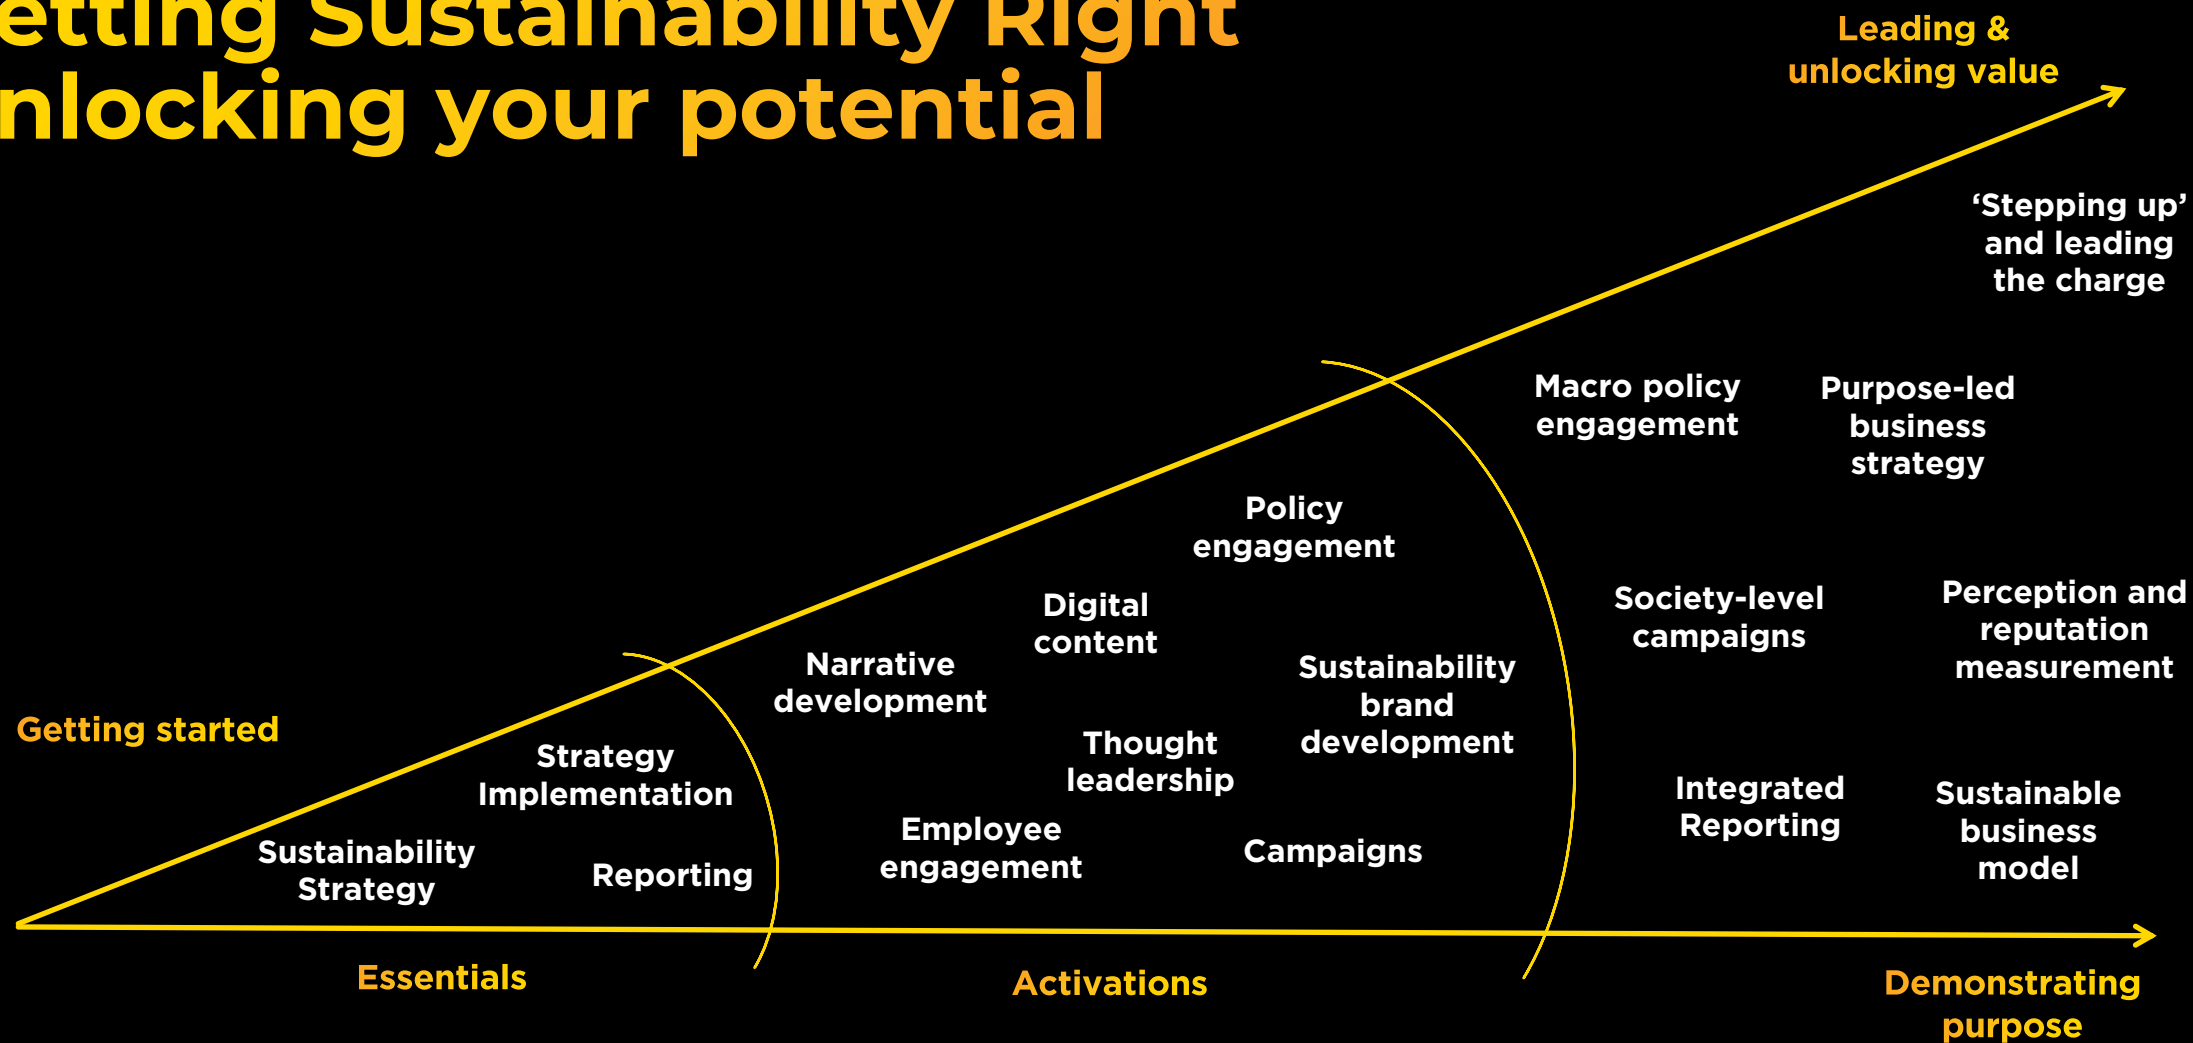 etting Sustainability Right
nlocking your potential
Leading &
unlocking value
‘Stepping up’
and leading
the charge
Macro policy
engagement
Purpose-led
business
strategy
Policy
engagement
Digital
content
Society-level
campaigns
Perception and
reputation
measurement
Narrative
development
Sustainability
brand
development
Getting started
Thought
leadership
Strategy
Implementation
Integrated
Reporting
Sustainable
business
model
Employee
engagement
Campaigns
Sustainability
Strategy
Reporting
Essentials
Activations
Demonstrating
purpose